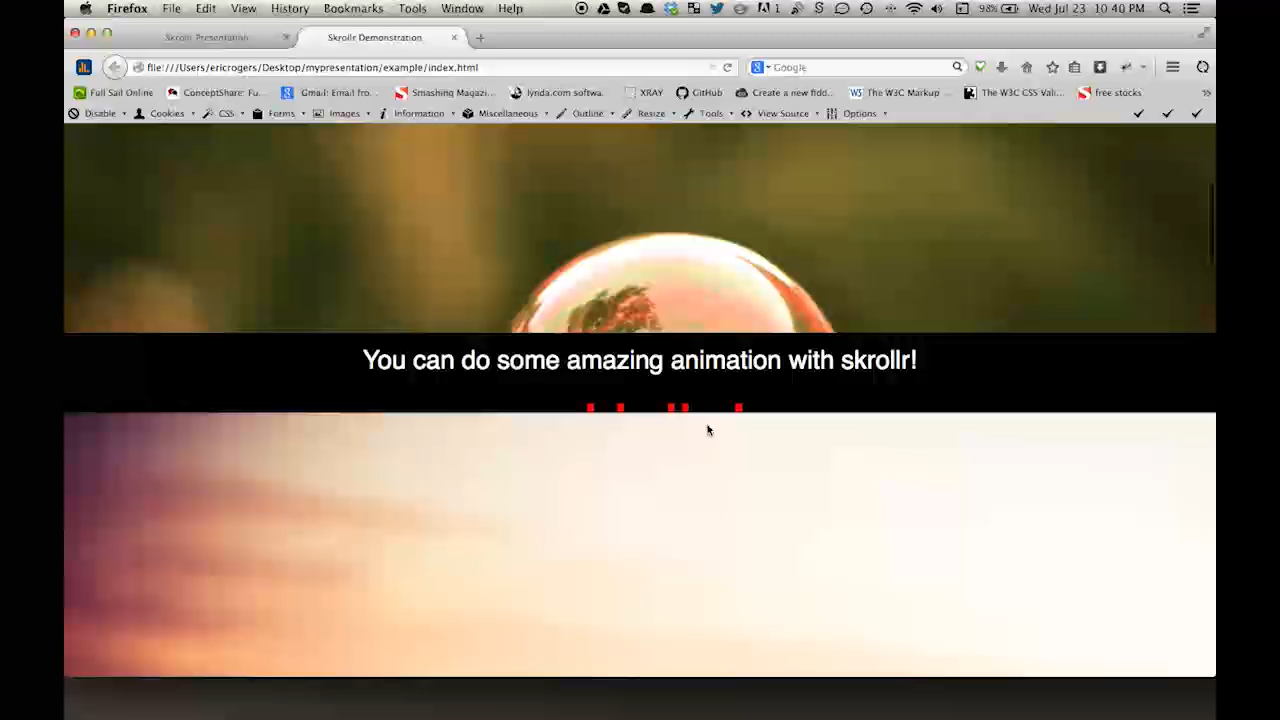 Firefox File Edit View History Bookmarks Tools Window Help 1 98% Wed Jul 23 10:40 PM
Skrollr Presentation Skrollr Demonstration
file:///Users/ericrogers/Desktop/mypresentation/example/index.html Google
Full Sail Online ConceptShare: Fu... Gmail: Email fro... Smashing Magazi... lynda.com softwa... XRAY GitHub Create a new fidd... The W3C Markup ... The W3C CSS Vali... free stocks
Disable Cookies CSS Forms Images Information Miscellaneous Outline Resize Tools View Source Options
You can do some amazing animation with skrollr!